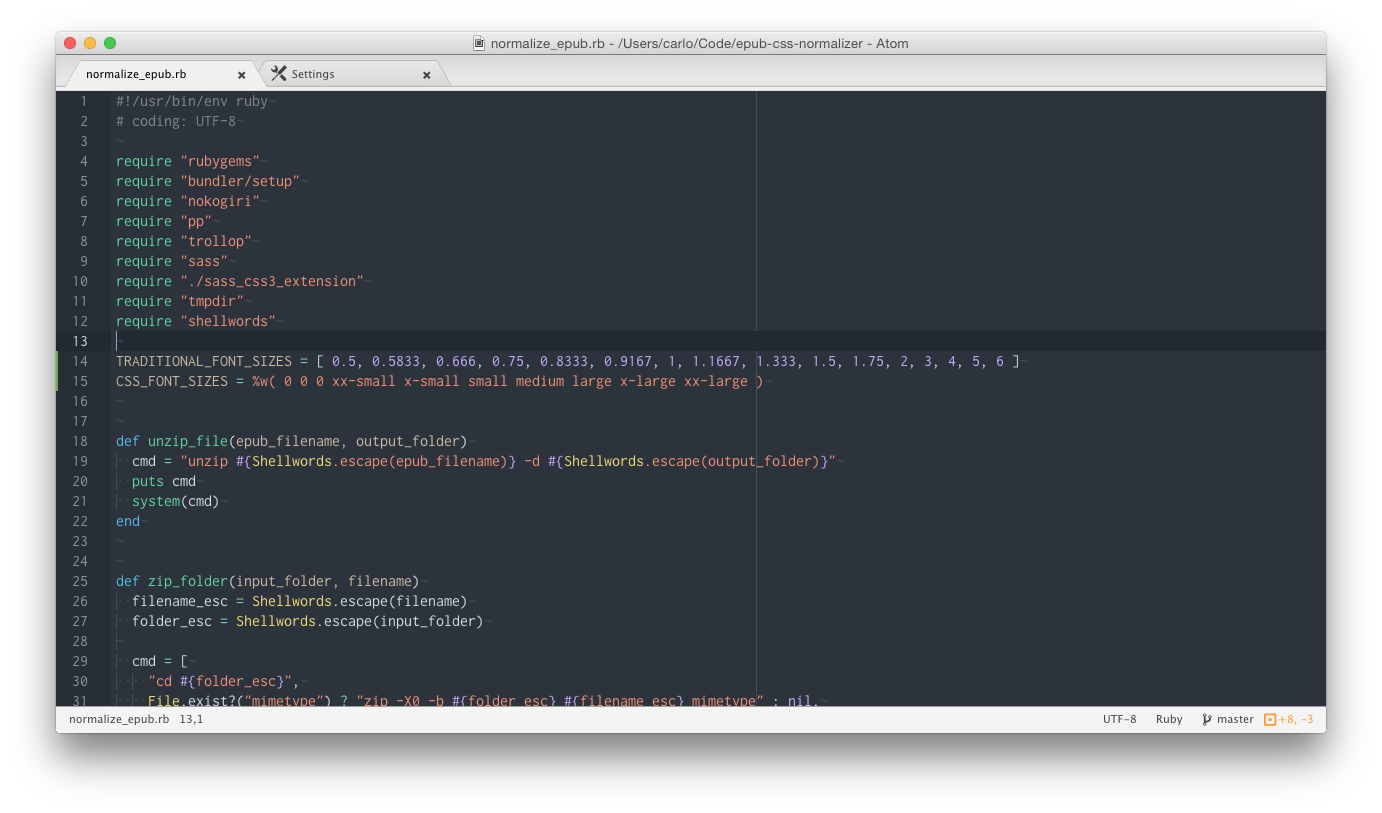 normalize_epub.rb - /Users/carlo/Code/epub-css-normalizer - Atom
normalize_epub.rb Settings
1 #!/usr/bin/env ruby
2 # coding: UTF-8
3
4 require "rubygems"
5 require "bundler/setup"
6 require "nokogiri"
7 require "pp"
8 require "trollop"
9 require "sass"
10 require "./sass_css3_extension"
11 require "tmpdir"
12 require "shellwords"
13
14 TRADITIONAL_FONT_SIZES = [ 0.5, 0.5833, 0.666, 0.75, 0.8333, 0.9167, 1, 1.1667, 1.333, 1.5, 1.75, 2, 3, 4, 5, 6 ]
15 CSS_FONT_SIZES = %w( 0 0 0 xx-small x-small small medium large x-large xx-large )
16
17
18 def unzip_file(epub_filename, output_folder)
19 cmd = "unzip #{Shellwords.escape(epub_filename)} -d #{Shellwords.escape(output_folder)}"
20 puts cmd
21 system(cmd)
22 end
23
24
25 def zip_folder(input_folder, filename)
26 filename_esc = Shellwords.escape(filename)
27 folder_esc = Shellwords.escape(input_folder)
28
29 cmd = [
30 "cd #{folder_esc}",
31 File.exist?("mimetype") ? "zip -X0 -b #{folder_esc} #{filename_esc} mimetype" : nil,
normalize_epub.rb 13,1 UTF-8 Ruby master +8, -3